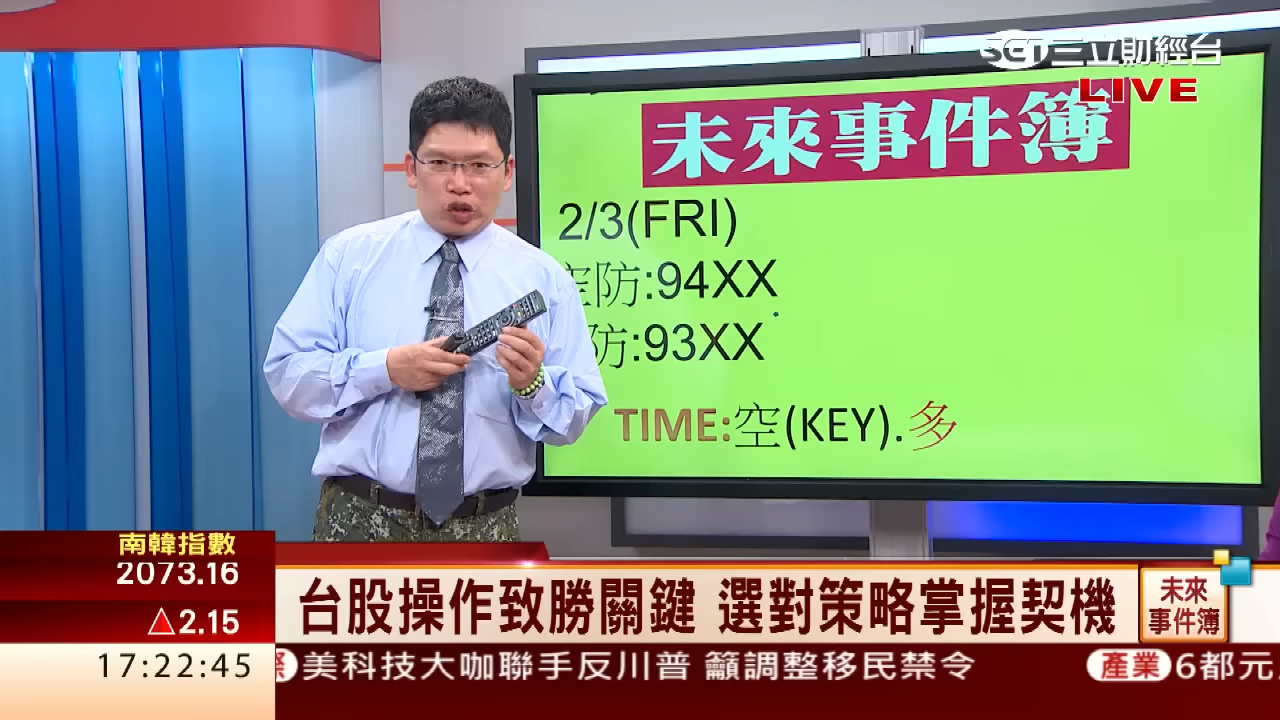 SET三立財經台
LIVE
未來事件簿
2/3(FRI)
空防:94XX
防:93XX
TIME:空(KEY).多
南韓指數
2073.16
△2.15
17:22:45
台股操作致勝關鍵 選對策略掌握契機
未來
事件簿
美科技大咖聯手反川普 籲調整移民禁令
產業 6都元